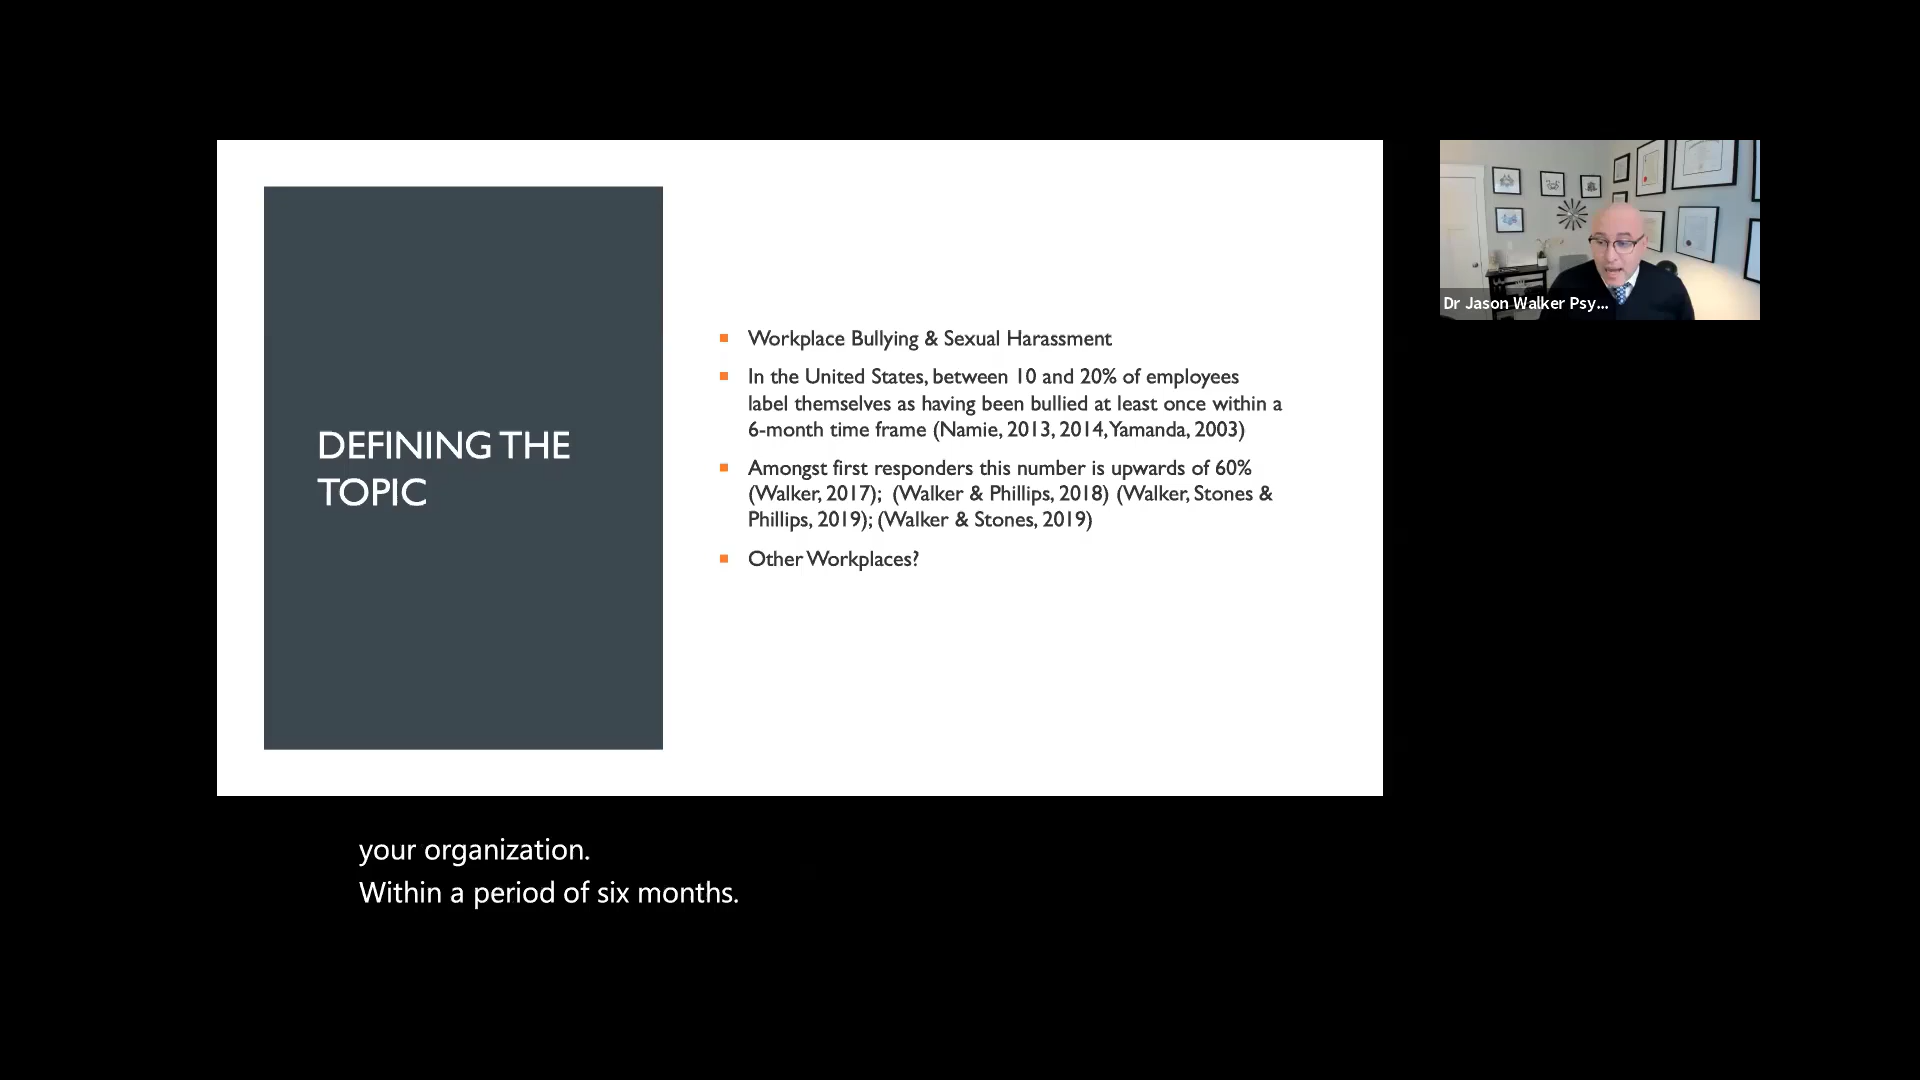 DEFINING THE
TOPIC
Workplace Bullying & Sexual Harassment
In the United States, between 10 and 20% of employees
label themselves as having been bullied at least once within a
6-month time frame (Namie, 2013, 2014, Yamanda, 2003)
Amongst first responders this number is upwards of 60%
(Walker, 2017); (Walker & Phillips, 2018) (Walker, Stones &
Phillips, 2019); (Walker & Stones, 2019)
Other Workplaces?
Dr Jason Walker Psy...
your organization.
Within a period of six months.